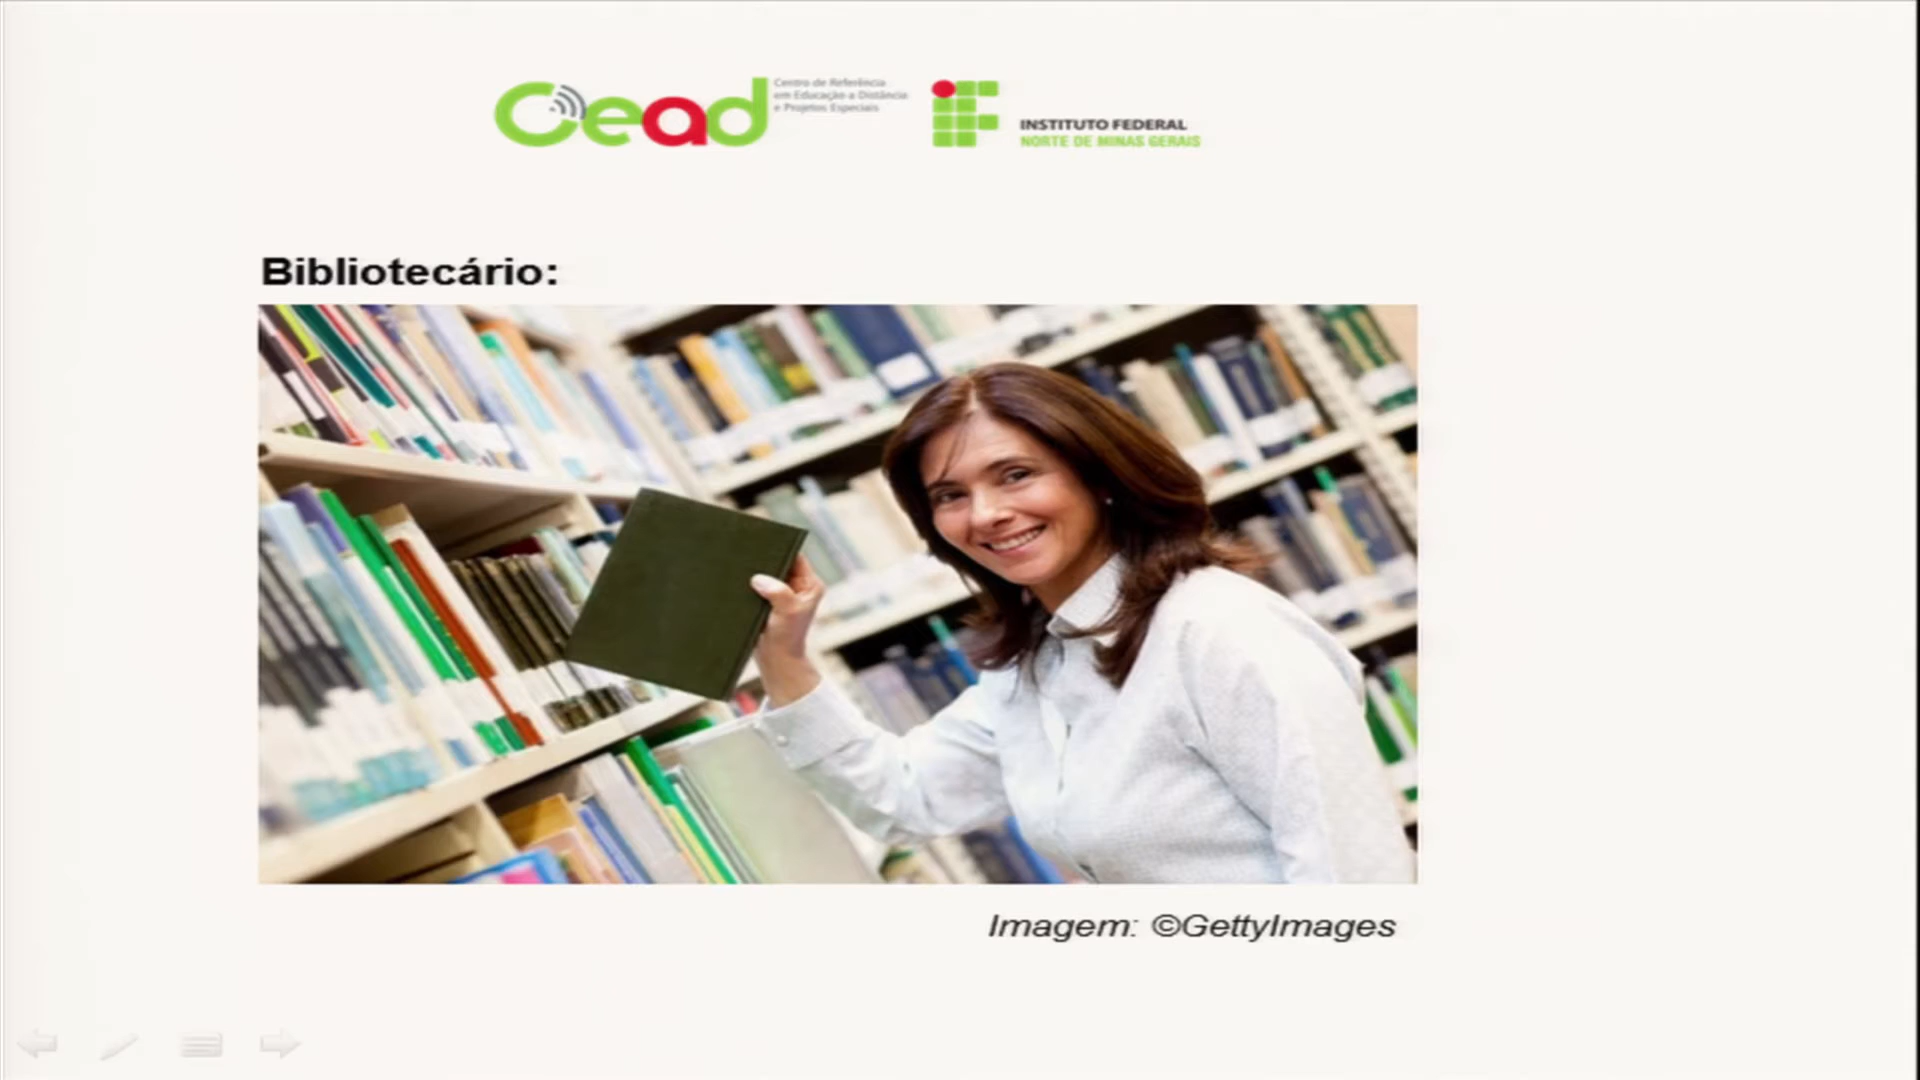 Cead
Centro de Referência
em Educação a Distância
e Projetos Especiais
INSTITUTO FEDERAL
NORTE DE MINAS GERAIS
Bibliotecário:
Imagem: ©GettyImages